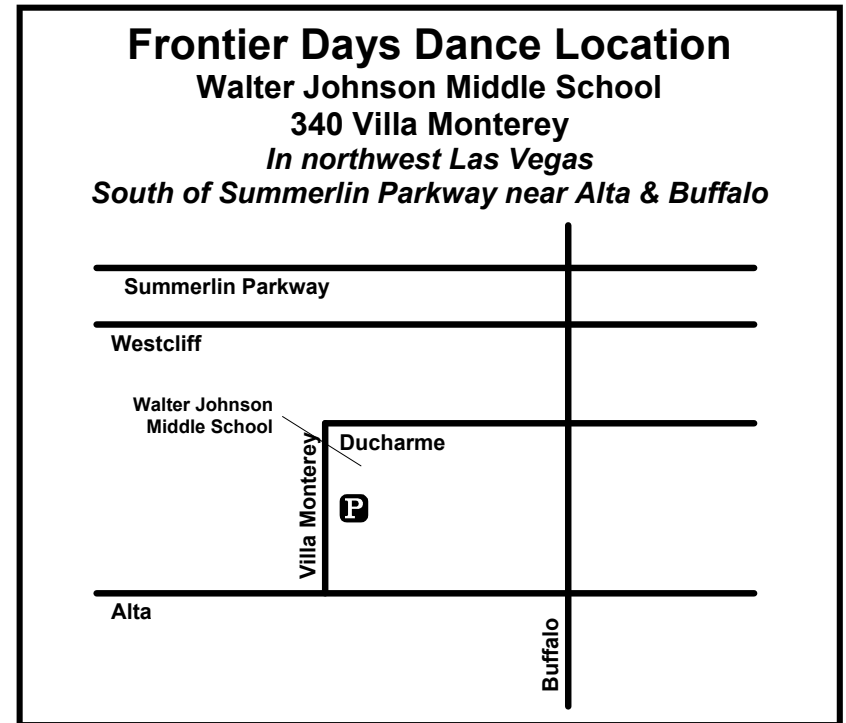 Frontier Days Dance Location
Walter Johnson Middle School
340 Villa Monterey
In northwest Las Vegas
South of Summerlin Parkway near Alta & Buffalo
Summerlin Parkway
Westcliff
Walter Johnson
Middle School
Ducharme
Villa Monterey
P
Alta
Buffalo